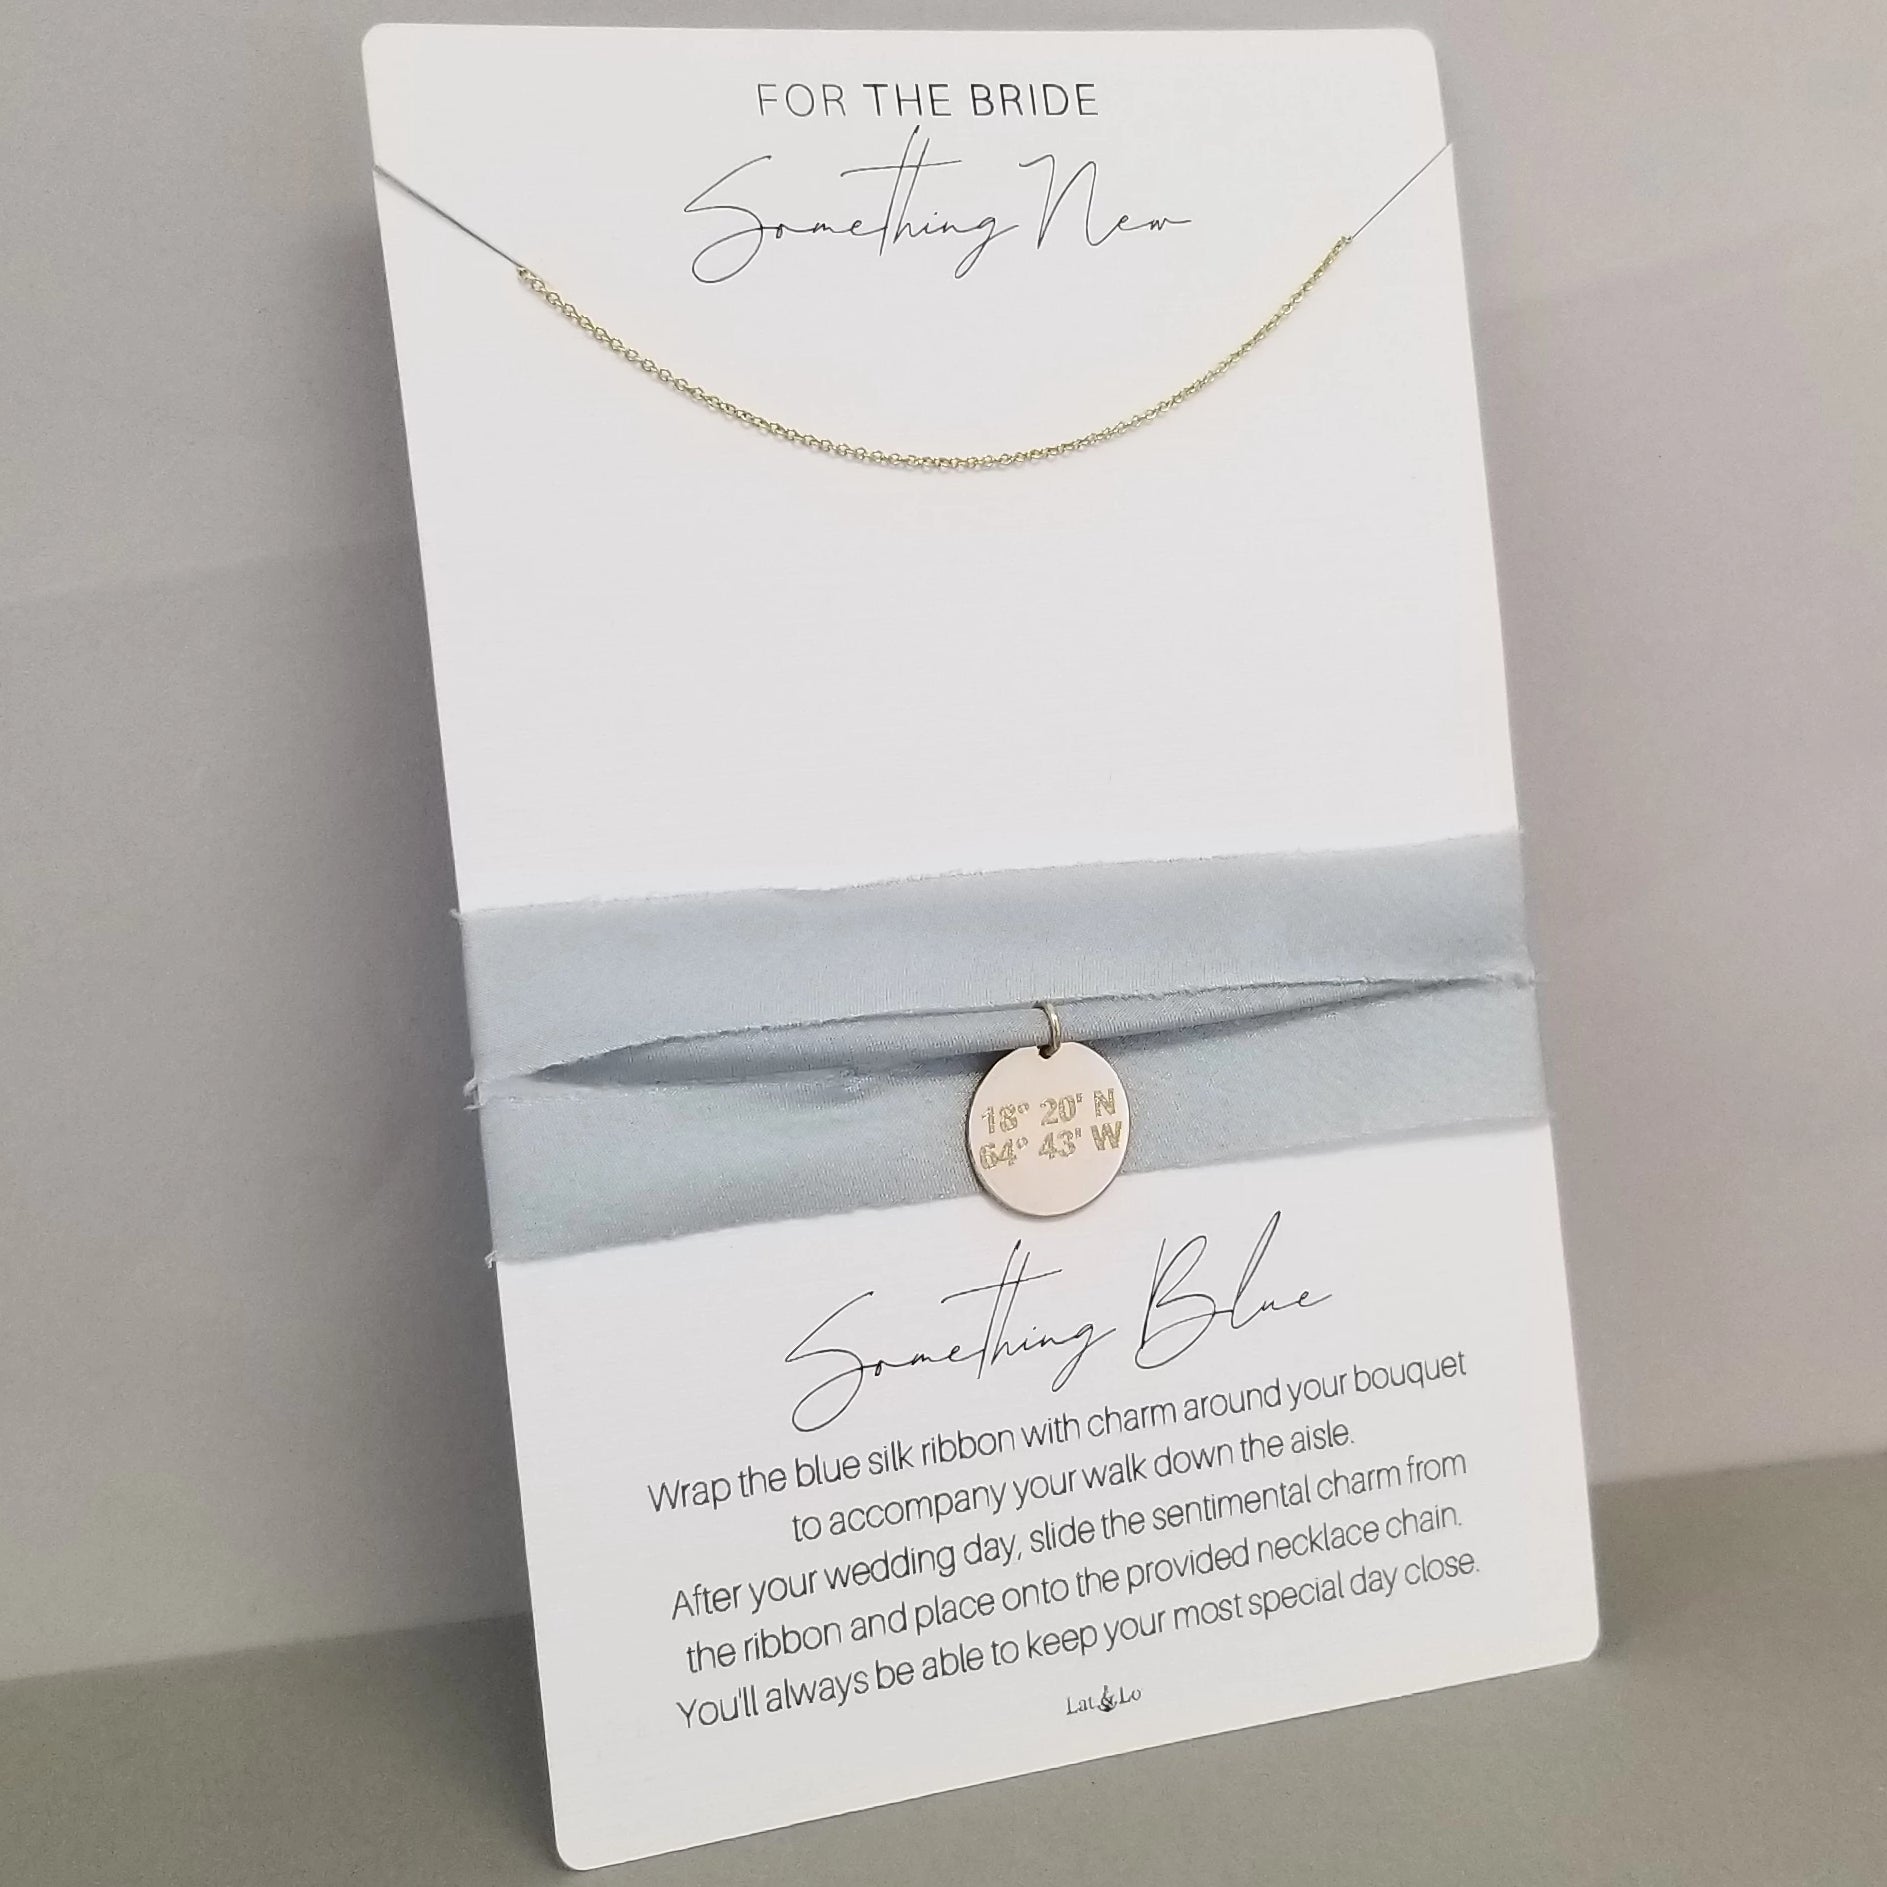 FOR THE BRIDE
Something New
18° 20' N
64° 43' W
Something Blue
Wrap the blue silk ribbon with charm around your bouquet
to accompany your walk down the aisle.
After your wedding day, slide the sentimental charm from
the ribbon and place onto the provided necklace chain.
You'll always be able to keep your most special day close.
Lat & Lo